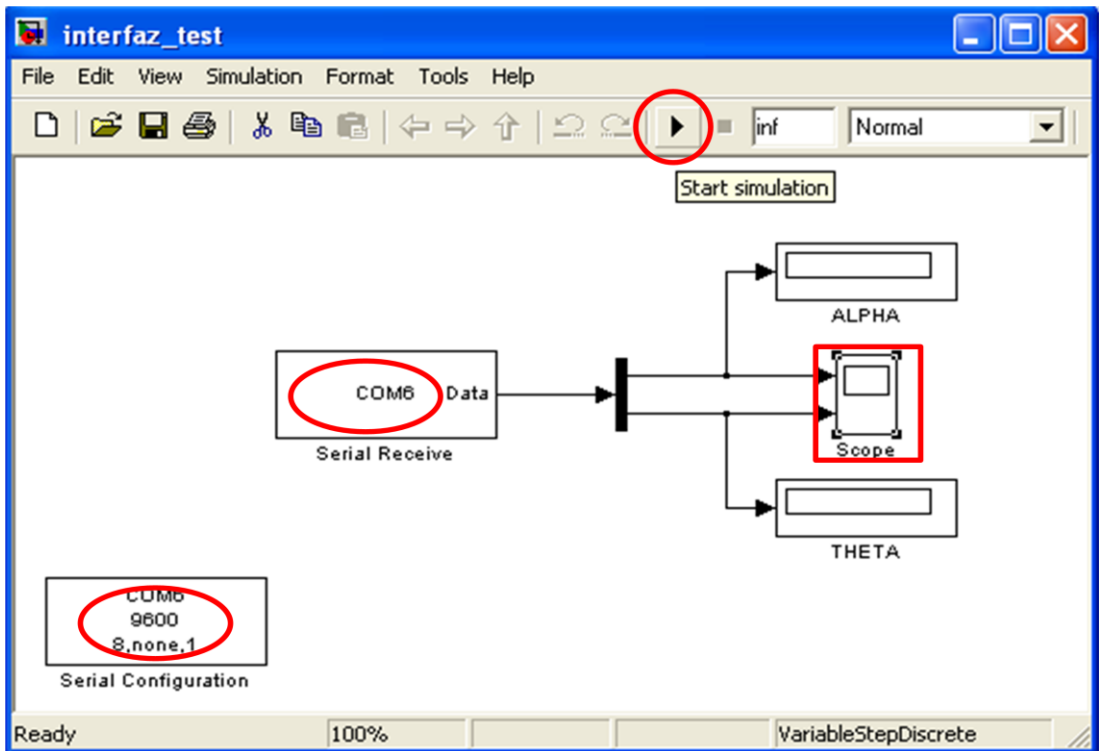 interfaz_test
File Edit View Simulation Format Tools Help
inf Normal
Start simulation
ALPHA
COM6 Data
Serial Receive
Scope
THETA
COM6
9600
8,none,1
Serial Configuration
Ready 100% VariableStepDiscrete